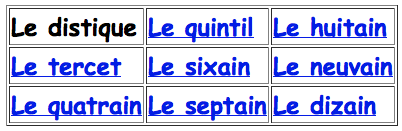 Le distique Le quintil Le huitain
Le tercet Le sixain Le neuvain
Le quatrain Le septain Le dizain